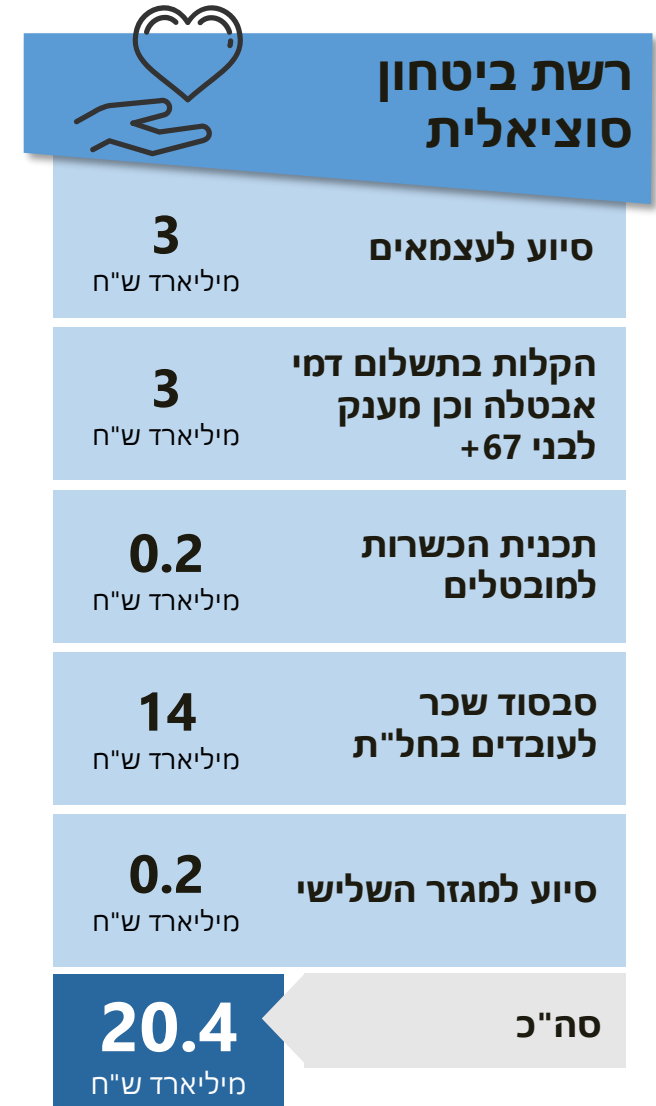 רשת ביטחון
סוציאלית
סיוע לעצמאים
3
מיליארד ש"ח
הקלות בתשלום דמי
אבטלה וכן מענק
לבני 67+
3
מיליארד ש"ח
תכנית הכשרות
למובטלים
0.2
מיליארד ש"ח
סבסוד שכר
לעובדים בחל"ת
14
מיליארד ש"ח
סיוע למגזר השלישי
0.2
מיליארד ש"ח
סה"כ
20.4
מיליארד ש"ח